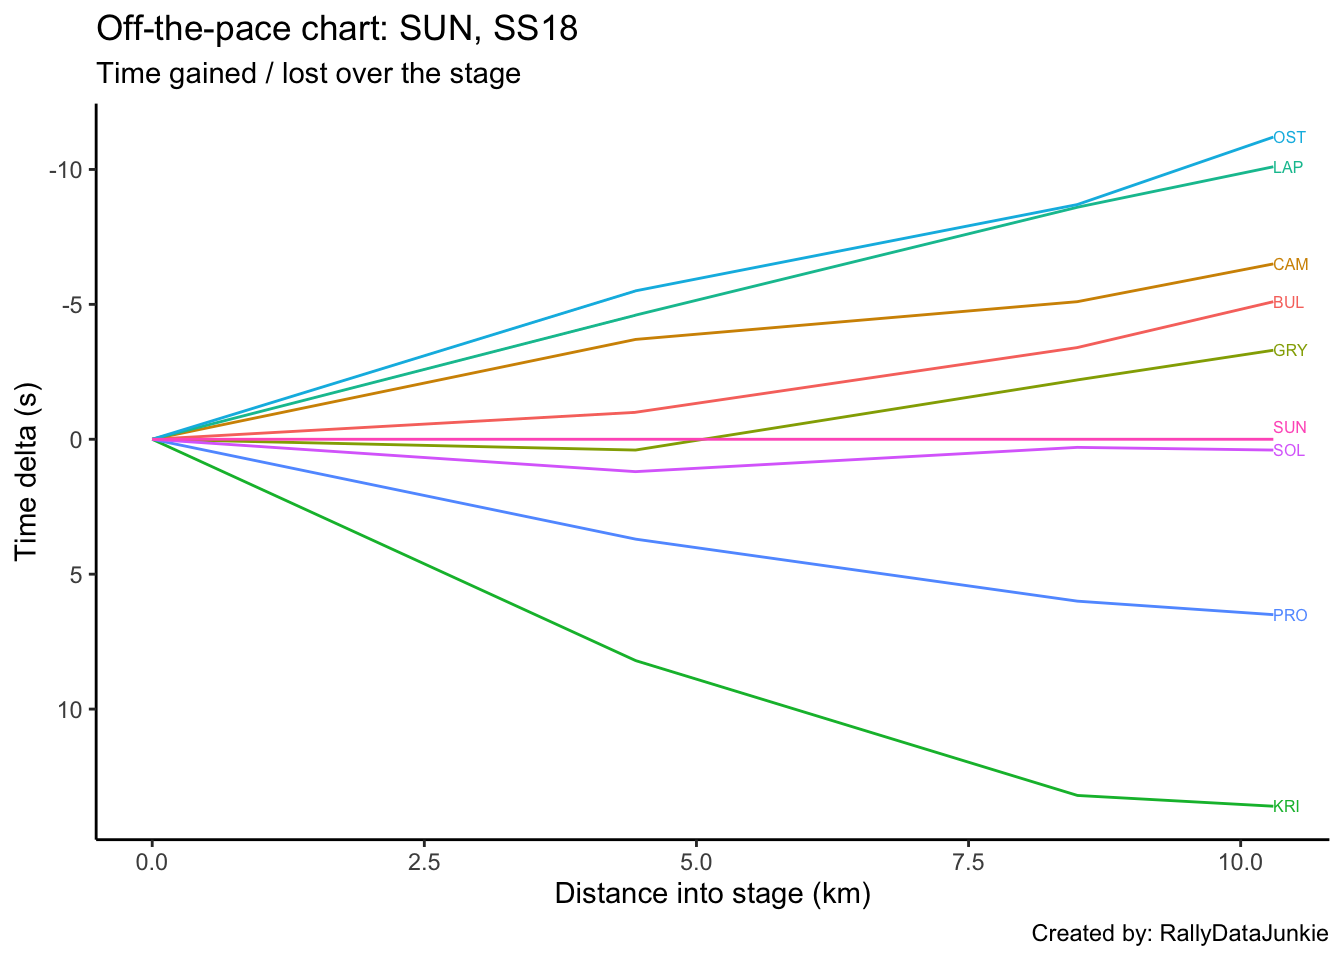 Off-the-pace chart: SUN, SS18
Time gained / lost over the stage
OST
-10
LAP
CAM
-5
BUL
GRY
SUN
0
SOL
Time delta (s)
5
PRO
10
KRI
0.0 2.5 5.0 7.5 10.0
Distance into stage (km)
Created by: RallyDataJunkie